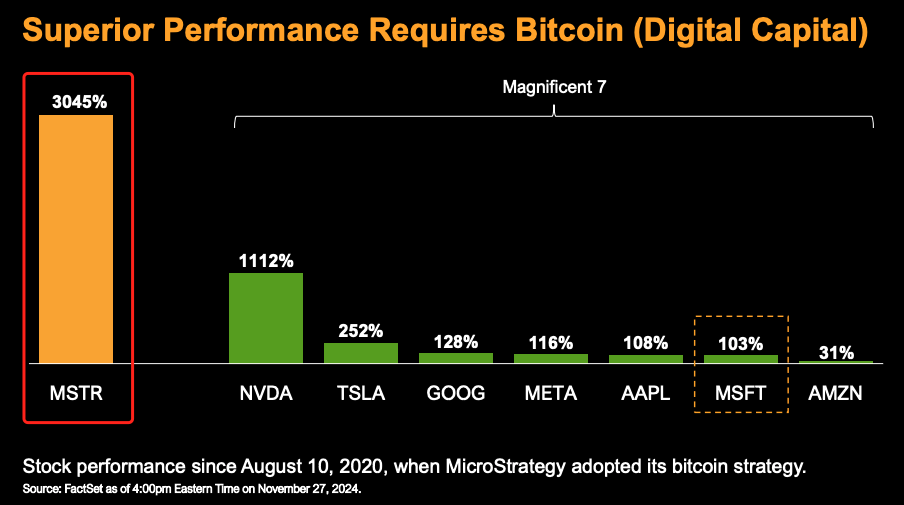 Superior Performance Requires Bitcoin (Digital Capital)
Magnificent 7
3045%
1112%
252%
128%
116%
108%
103%
31%
MSTR
NVDA
TSLA
GOOG
META
AAPL
MSFT
AMZN
Stock performance since August 10, 2020, when MicroStrategy adopted its bitcoin strategy.
Source: FactSet as of 4:00pm Eastern Time on November 27, 2024.